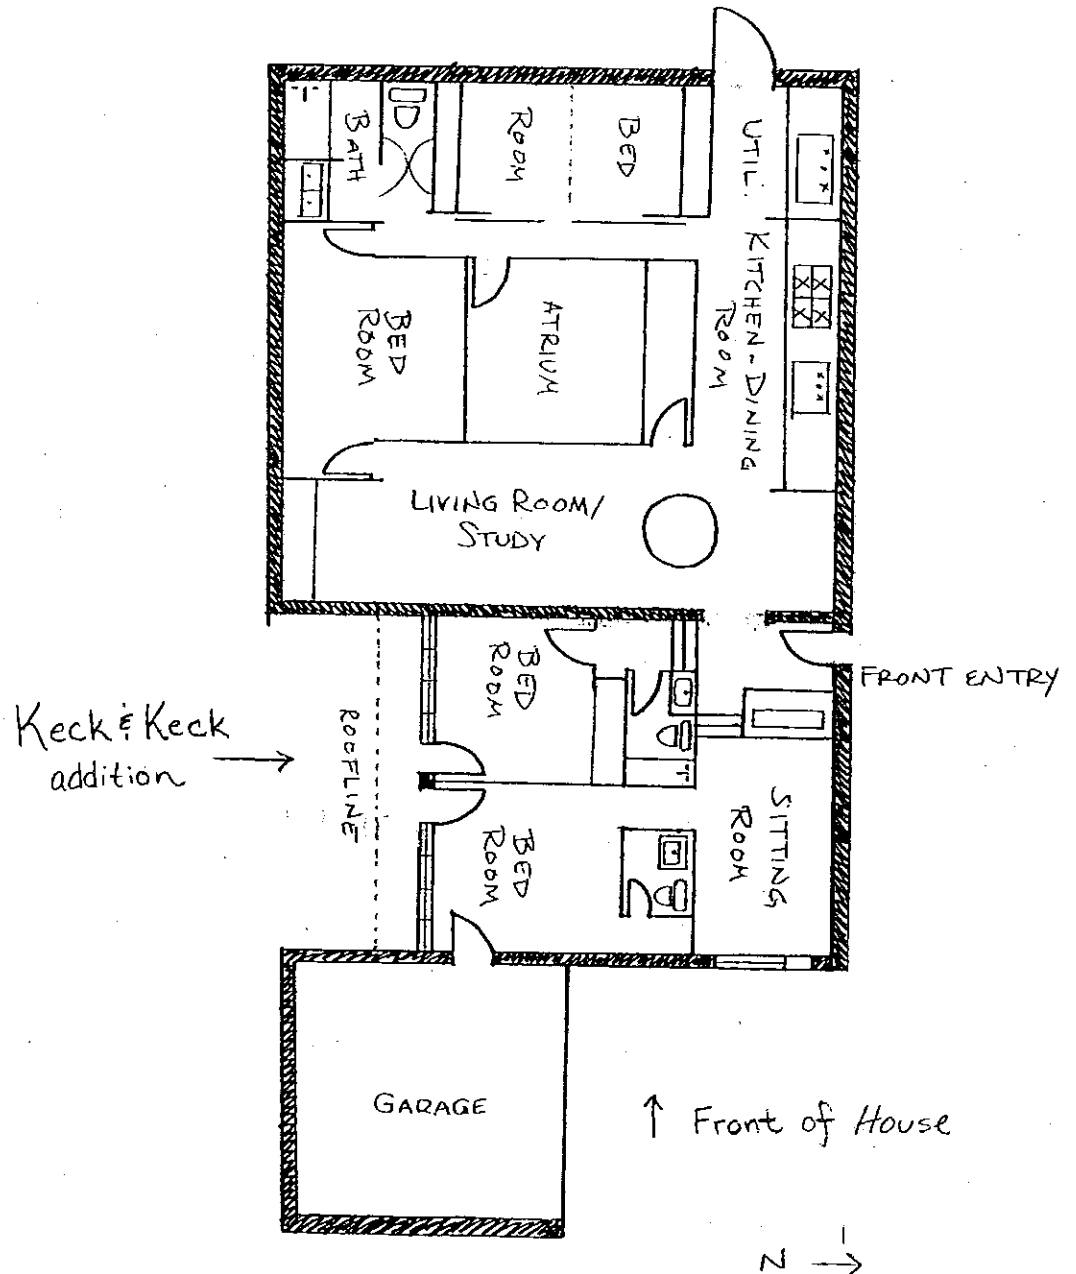 BATH
ROOM
BED
UTIL.
KITCHEN-DINING
ROOM
BED
ROOM
ATRIUM
LIVING ROOM/
STUDY
BED
ROOM
FRONT ENTRY
Keck & Keck
addition
ROOFLINE
BED
ROOM
SITTING
ROOM
GARAGE
Front of House
N